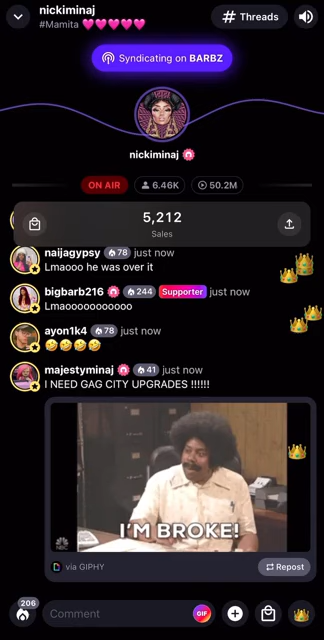 nickiminaj
#Mamita 💖💖💖💖💖
# Threads
Syndicating on BARBZ
nickiminaj
ON AIR
6.46K
50.2M
5,212
Sales
naijagypsy 78 just now
Lmaooo he was over it
bigbarb216 244 Supporter just now
Lmaooooooooooo
ayon1k4 78 just now
🤣🤣🤣🤣
majestyminaj 41 just now
I NEED GAG CITY UPGRADES !!!!!!
I'M BROKE!
NBC
via GIPHY
Repost
206
Comment
GIF